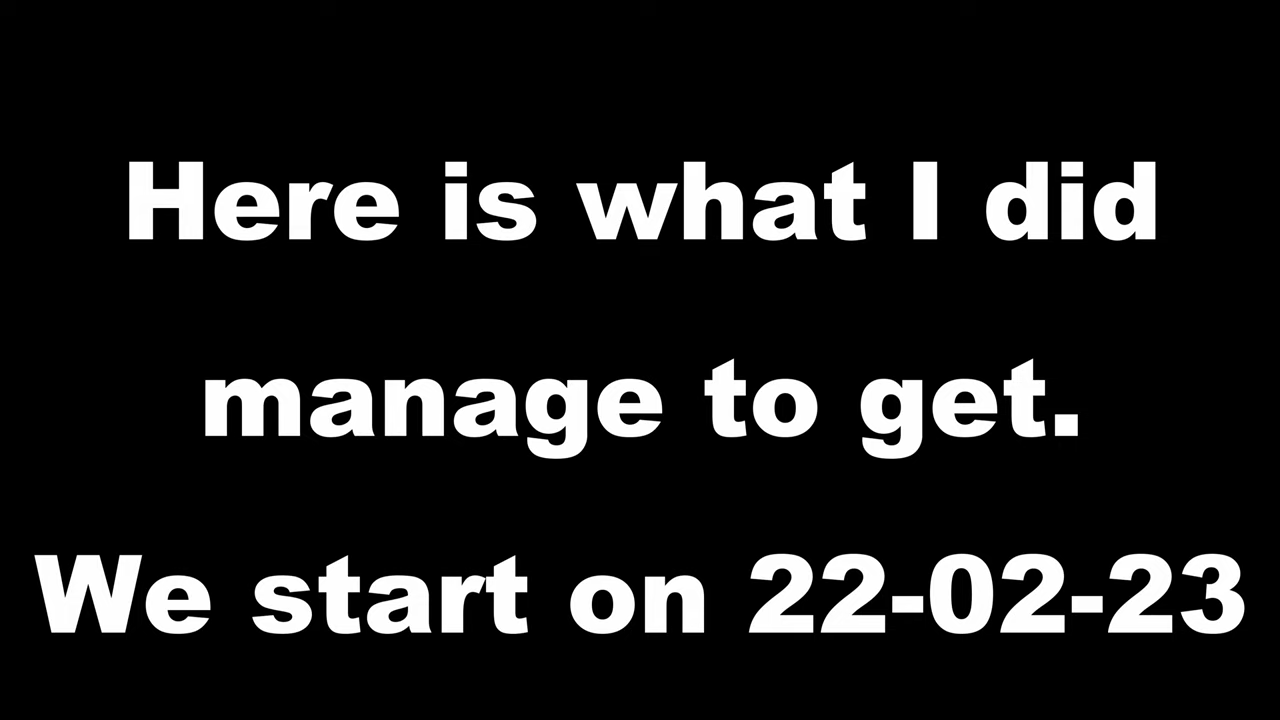 Here is what I did
manage to get.
We start on 22-02-23